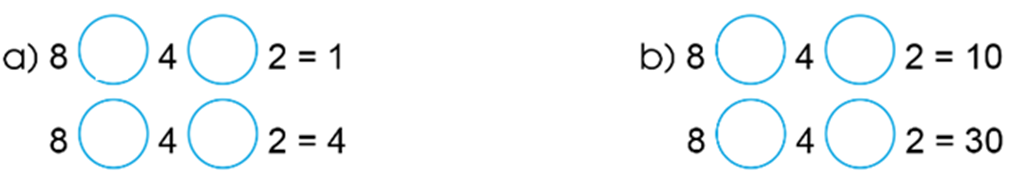 a) 8 ◯ 4 ◯ 2 = 1
8 ◯ 4 ◯ 2 = 4
b) 8 ◯ 4 ◯ 2 = 10
8 ◯ 4 ◯ 2 = 30